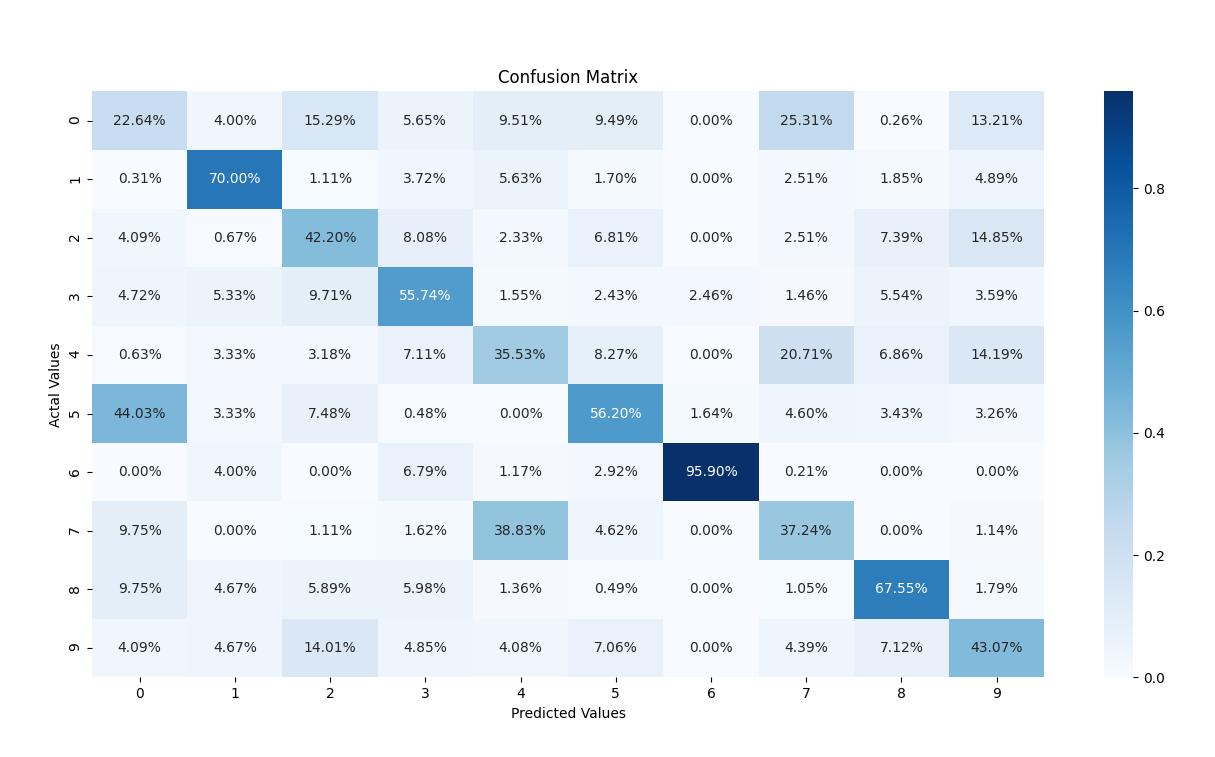 Confusion Matrix
0 22.64% 4.00% 15.29% 5.65% 9.51% 9.49% 0.00% 25.31% 0.26% 13.21%
1 0.31% 70.00% 1.11% 3.72% 5.63% 1.70% 0.00% 2.51% 1.85% 4.89%
2 4.09% 0.67% 42.20% 8.08% 2.33% 6.81% 0.00% 2.51% 7.39% 14.85%
3 4.72% 5.33% 9.71% 55.74% 1.55% 2.43% 2.46% 1.46% 5.54% 3.59%
4 0.63% 3.33% 3.18% 7.11% 35.53% 8.27% 0.00% 20.71% 6.86% 14.19%
5 44.03% 3.33% 7.48% 0.48% 0.00% 56.20% 1.64% 4.60% 3.43% 3.26%
6 0.00% 4.00% 0.00% 6.79% 1.17% 2.92% 95.90% 0.21% 0.00% 0.00%
7 9.75% 0.00% 1.11% 1.62% 38.83% 4.62% 0.00% 37.24% 0.00% 1.14%
8 9.75% 4.67% 5.89% 5.98% 1.36% 0.49% 0.00% 1.05% 67.55% 1.79%
9 4.09% 4.67% 14.01% 4.85% 4.08% 7.06% 0.00% 4.39% 7.12% 43.07%
0 1 2 3 4 5 6 7 8 9
Predicted Values
Actal Values
0.8
0.6
0.4
0.2
0.0